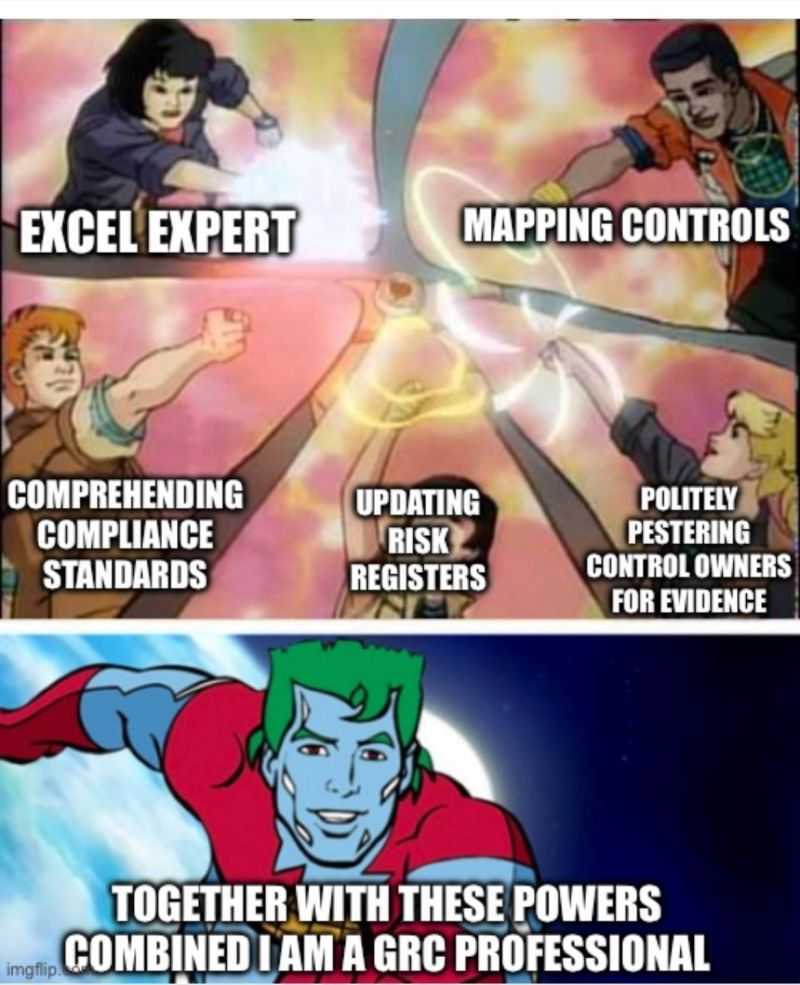 EXCEL EXPERT
MAPPING CONTROLS
COMPREHENDING
COMPLIANCE
STANDARDS
UPDATING
RISK
REGISTERS
POLITELY
PESTERING
CONTROL OWNERS
FOR EVIDENCE
TOGETHER WITH THESE POWERS
COMBINED I AM A GRC PROFESSIONAL
imgflip.com